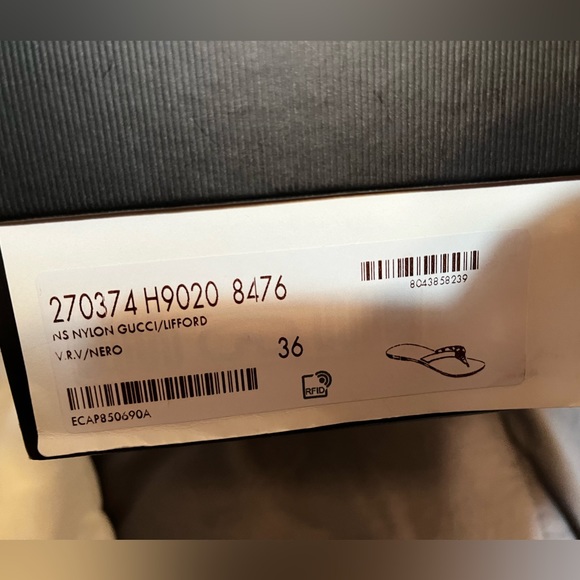 270374 H9020 8476
NS NYLON GUCCI/LIFFORD
V.R.V/NERO
36
ECAP850690A
8043858239
RFID